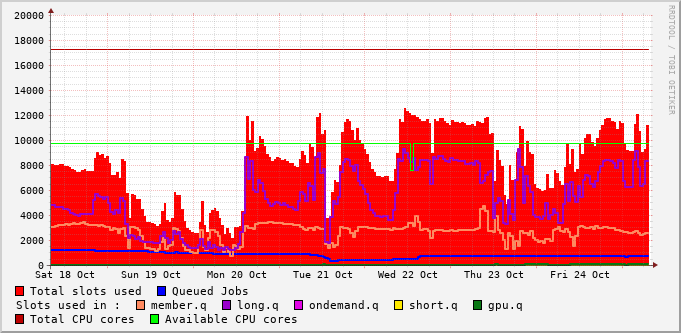 20000
18000
16000
14000
12000
10000
8000
6000
4000
2000
0
Sat 18 Oct Sun 19 Oct Mon 20 Oct Tue 21 Oct Wed 22 Oct Thu 23 Oct Fri 24 Oct
RRDTOOL / TOBI OETIKER
Total slots used Queued Jobs
Slots used in : member.q long.q ondemand.q short.q gpu.q
Total CPU cores Available CPU cores